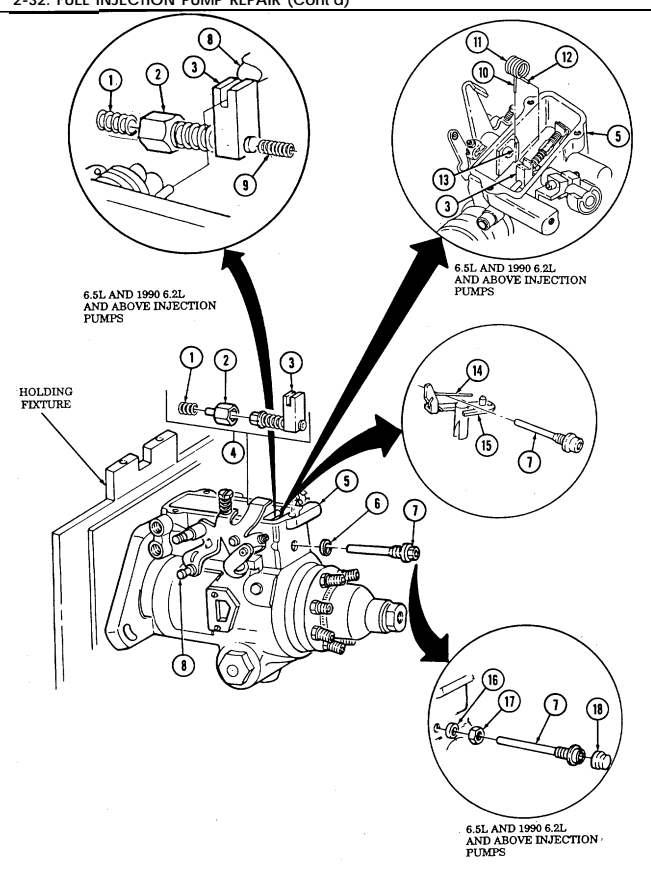 2-32. FUEL INJECTION PUMP REPAIR (Cont'd)
8
3
2
1
9
11
10
12
5
13
3
6.5L AND 1990 6.2L
AND ABOVE INJECTION
PUMPS
6.5L AND 1990 6.2L
AND ABOVE INJECTION
PUMPS
1
2
3
4
HOLDING
FIXTURE
14
15
7
5
6
7
8
16
17
7
18
6.5L AND 1990 6.2L
AND ABOVE INJECTION
PUMPS